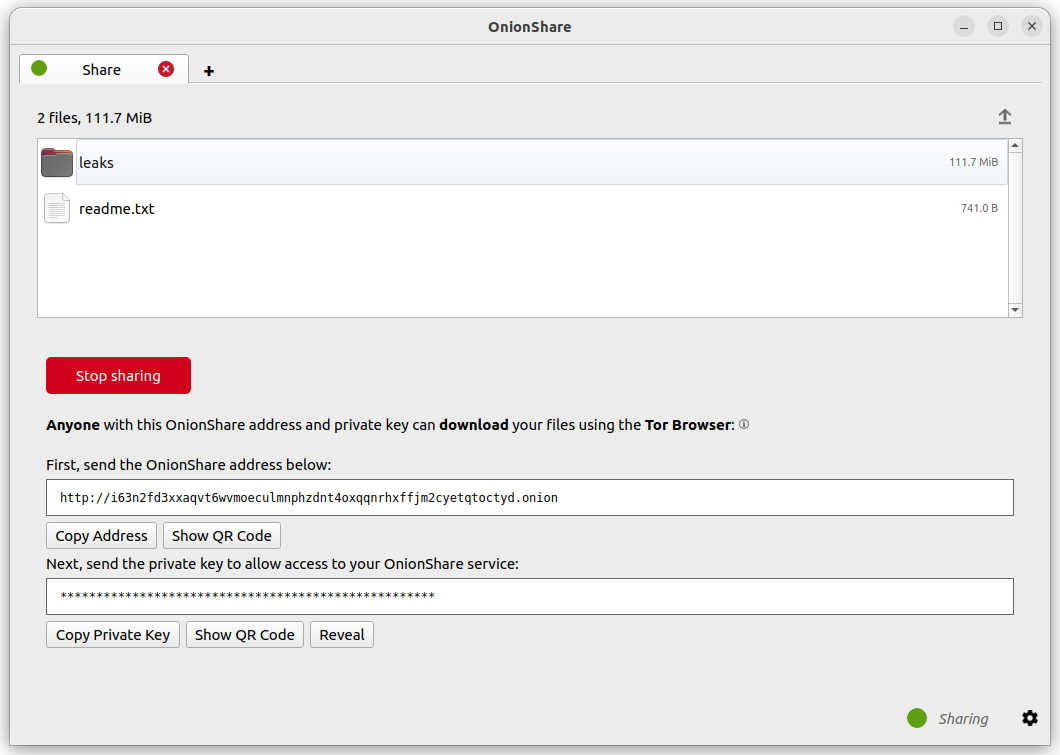 OnionShare
Share
+
2 files, 111.7 MiB
leaks 111.7 MiB
readme.txt 741.0 B
Stop sharing
Anyone with this OnionShare address and private key can download your files using the Tor Browser:
First, send the OnionShare address below:
http://i63n2fd3xxaqvt6wvmoeculmnphzdnt4oxqqnrhxffjm2cyetqtoctyd.onion
Copy Address Show QR Code
Next, send the private key to allow access to your OnionShare service:
****************************************************
Copy Private Key Show QR Code Reveal
Sharing